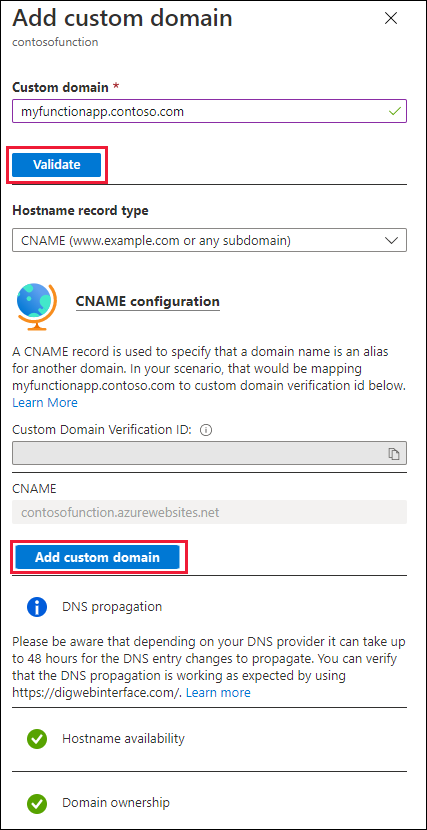 Add custom domain
contosofunction
Custom domain *
myfunctionapp.contoso.com
Validate
Hostname record type
CNAME (www.example.com or any subdomain)
CNAME configuration
A CNAME record is used to specify that a domain name is an alias
for another domain. In your scenario, that would be mapping
myfunctionapp.contoso.com to custom domain verification id below.
Learn More
Custom Domain Verification ID:
CNAME
contosofunction.azurewebsites.net
Add custom domain
DNS propagation
Please be aware that depending on your DNS provider it can take up
to 48 hours for the DNS entry changes to propagate. You can verify
that the DNS propagation is working as expected by using
https://digwebinterface.com/. Learn more
Hostname availability
Domain ownership